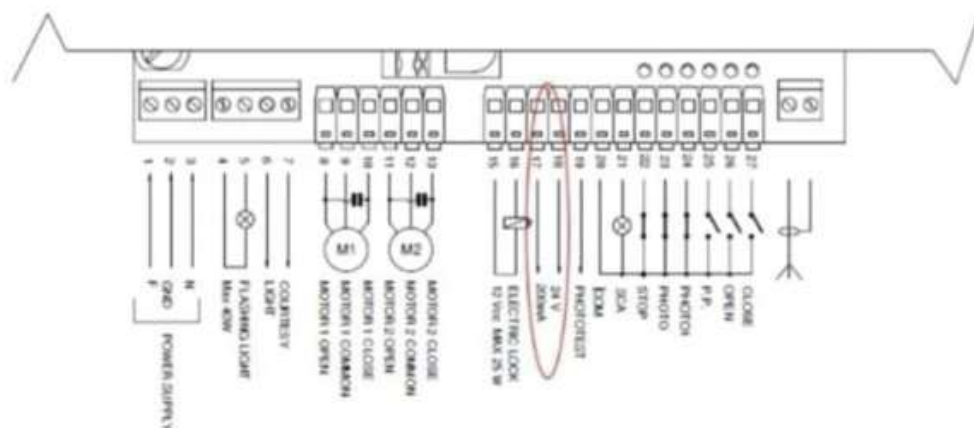 1
2
3
4
5
6
7
8
9
10
11
12
13
15
16
17
18
19
20
21
22
23
24
25
26
27
M1
M2
F
GND
N
POWER SUPPLY
Max 40W
FLASHING LIGHT
LIGHT
COURTESY
MOTOR 1 OPEN
MOTOR 1 COMMON
MOTOR 1 CLOSE
MOTOR 2 OPEN
MOTOR 2 COMMON
MOTOR 2 CLOSE
12 Vcc MAX 25 W
ELECTRIC LOCK
200mA
24 V
PHOTOTEST
COM
SCA
STOP
PHOTO
PHOTOI
P.P.
OPEN
CLOSE